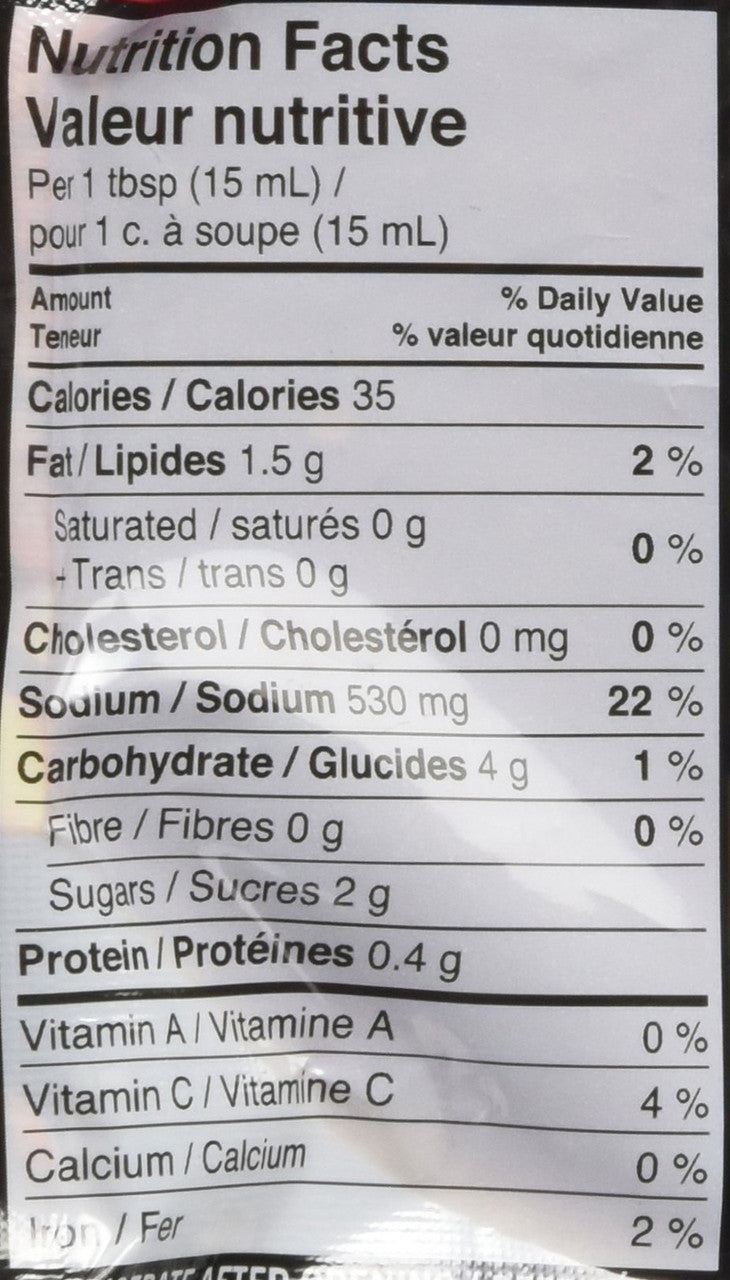 Nutrition Facts
Valeur nutritive
Per 1 tbsp (15 mL) /
pour 1 c. à soupe (15 mL)
Amount % Daily Value
Teneur % valeur quotidienne
Calories / Calories 35
Fat / Lipides 1.5 g 2 %
Saturated / saturés 0 g
+Trans / trans 0 g 0 %
Cholesterol / Cholestérol 0 mg 0 %
Sodium / Sodium 530 mg 22 %
Carbohydrate / Glucides 4 g 1 %
Fibre / Fibres 0 g 0 %
Sugars / Sucres 2 g
Protein / Protéines 0.4 g
Vitamin A / Vitamine A 0 %
Vitamin C / Vitamine C 4 %
Calcium / Calcium 0 %
Iron / Fer 2 %
AFTER